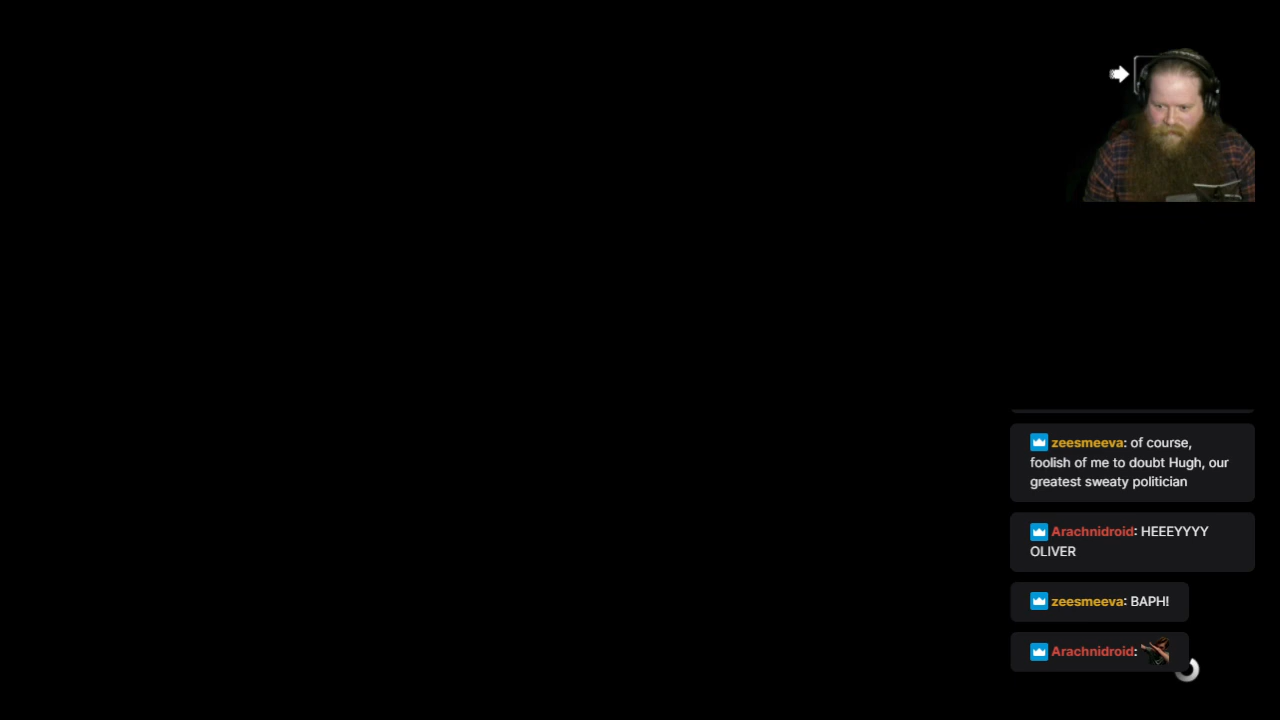 zeesmeeva: of course,
foolish of me to doubt Hugh, our
greatest sweaty politician
Arachnidroid: HEEEYYYY
OLIVER
zeesmeeva: BAPH!
Arachnidroid: